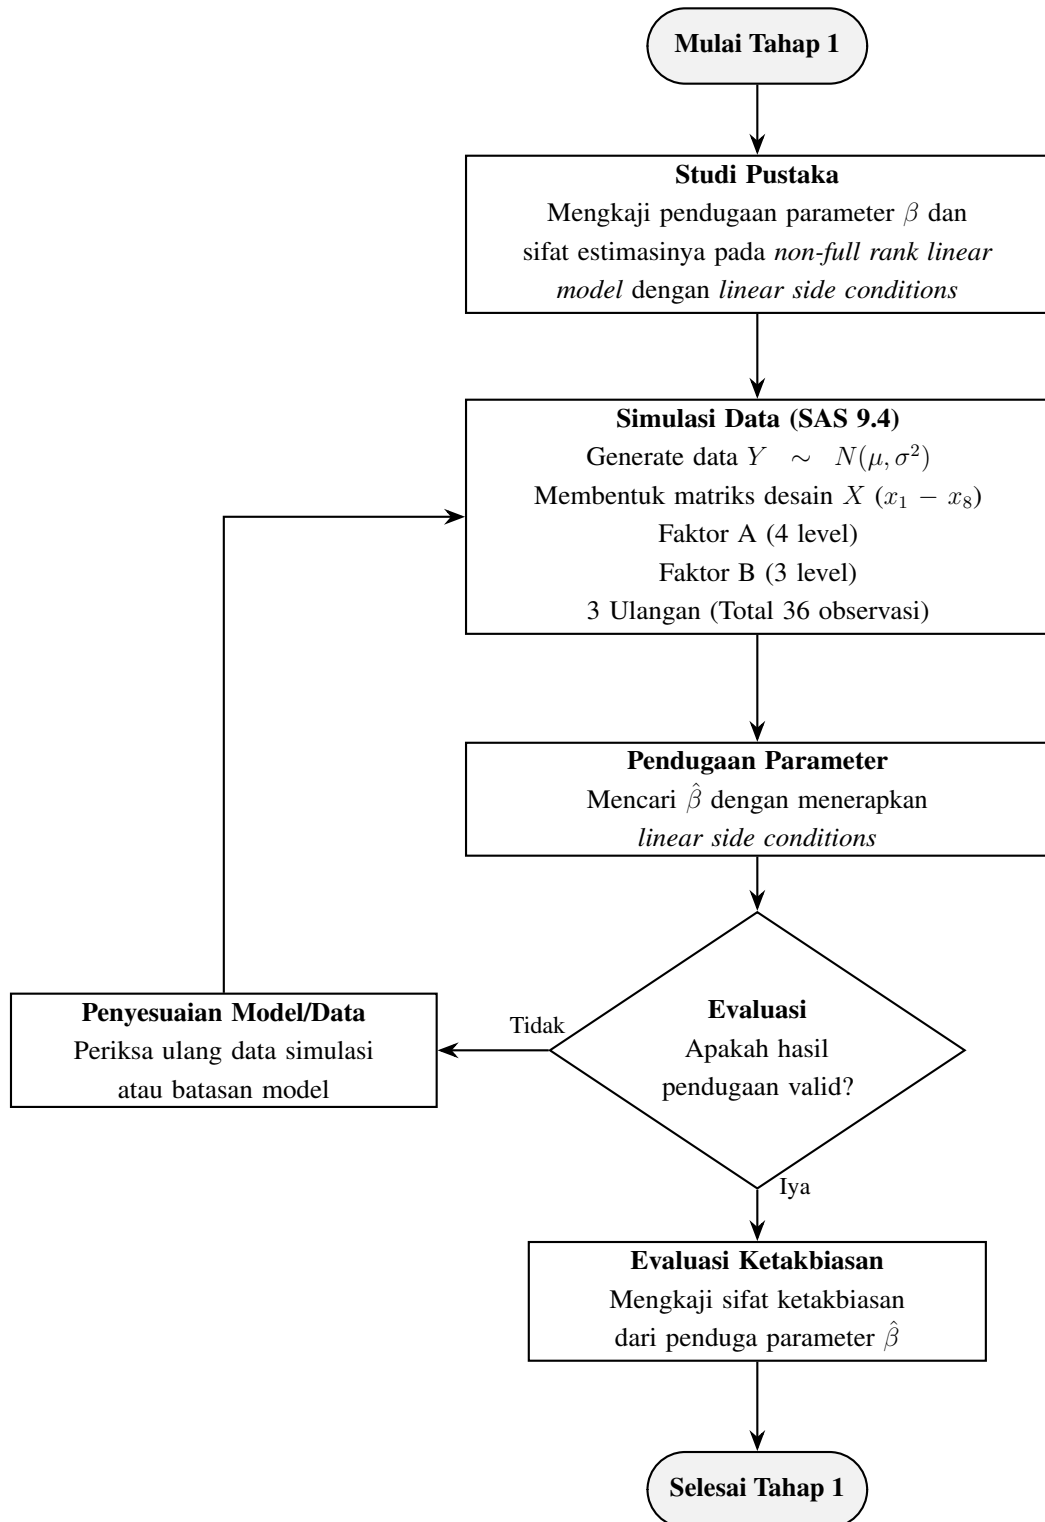 Mulai Tahap 1
Studi Pustaka
Mengkaji pendugaan parameter β dan
sifat estimasinya pada non-full rank linear
model dengan linear side conditions
Simulasi Data (SAS 9.4)
Generate data Y ∼ N(μ, σ²)
Membentuk matriks desain X (x₁ − x₈)
Faktor A (4 level)
Faktor B (3 level)
3 Ulangan (Total 36 observasi)
Pendugaan Parameter
Mencari β̂ dengan menerapkan
linear side conditions
Evaluasi
Apakah hasil
pendugaan valid?
Tidak
Penyesuaian Model/Data
Periksa ulang data simulasi
atau batasan model
Iya
Evaluasi Ketakbiasan
Mengkaji sifat ketakbiasan
dari penduga parameter β̂
Selesai Tahap 1